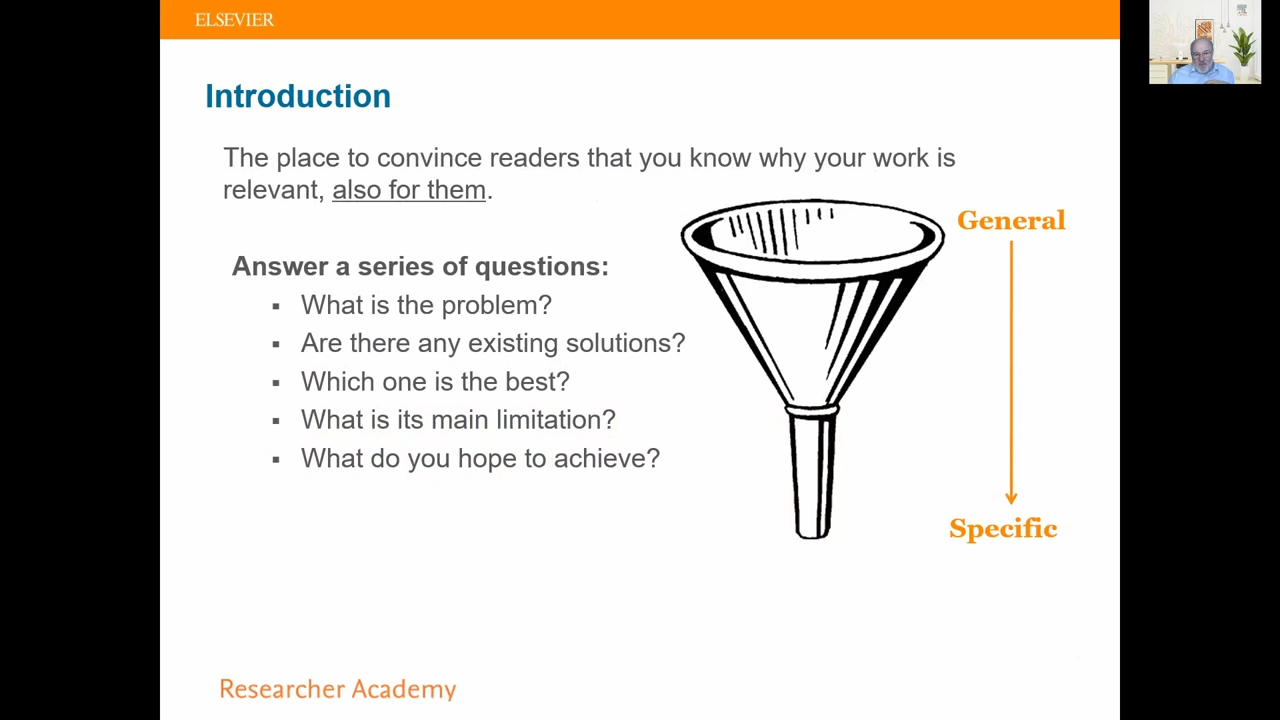 ELSEVIER
Introduction
The place to convince readers that you know why your work is
relevant, also for them.
General
Answer a series of questions:
▪ What is the problem?
▪ Are there any existing solutions?
▪ Which one is the best?
▪ What is its main limitation?
▪ What do you hope to achieve?
Specific
Researcher Academy